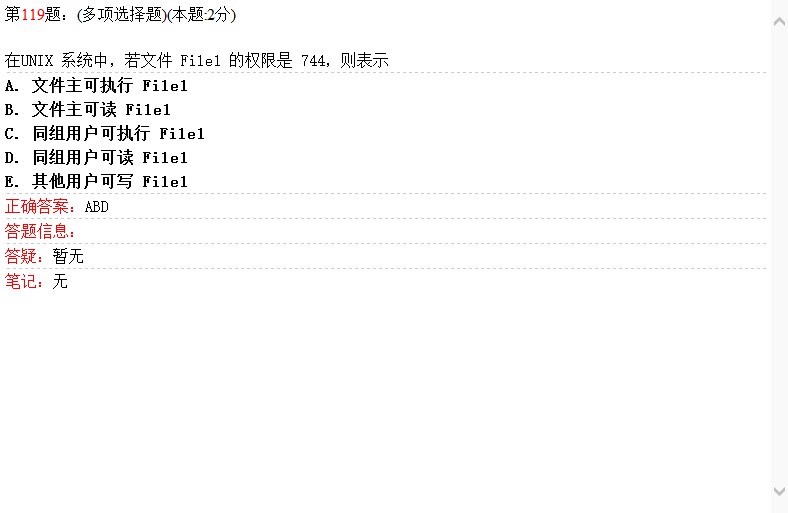 第119题：(多项选择题)(本题:2分)
在UNIX 系统中，若文件 File1 的权限是 744，则表示
A. 文件主可执行 File1
B. 文件主可读 File1
C. 同组用户可执行 File1
D. 同组用户可读 File1
E. 其他用户可写 File1
正确答案：ABD
答题信息：
答疑：暂无
笔记：无